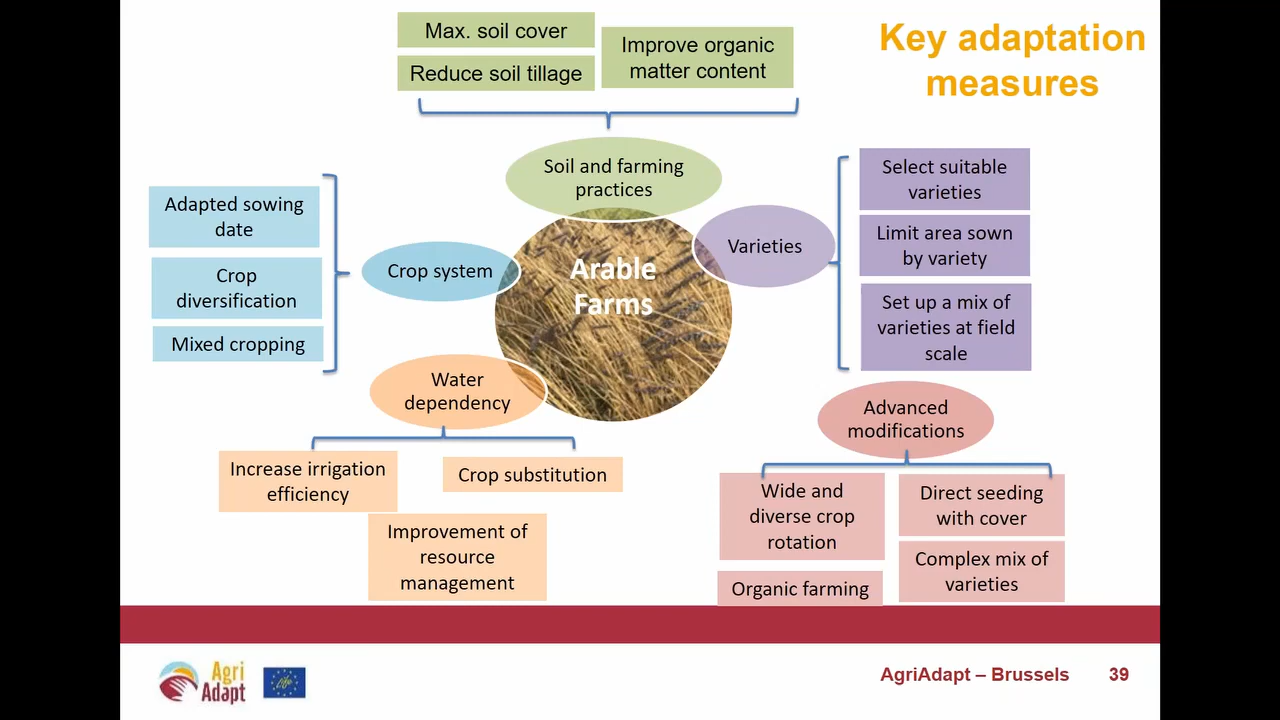 Key adaptation
measures
Max. soil cover
Reduce soil tillage
Improve organic
matter content
Soil and farming
practices
Arable
Farms
Adapted sowing
date
Crop
diversification
Mixed cropping
Crop system
Varieties
Select suitable
varieties
Limit area sown
by variety
Set up a mix of
varieties at field
scale
Water
dependency
Increase irrigation
efficiency
Crop substitution
Improvement of
resource
management
Advanced
modifications
Wide and
diverse crop
rotation
Direct seeding
with cover
Organic farming
Complex mix of
varieties
Agri
Adapt
Life
AgriAdapt – Brussels
39